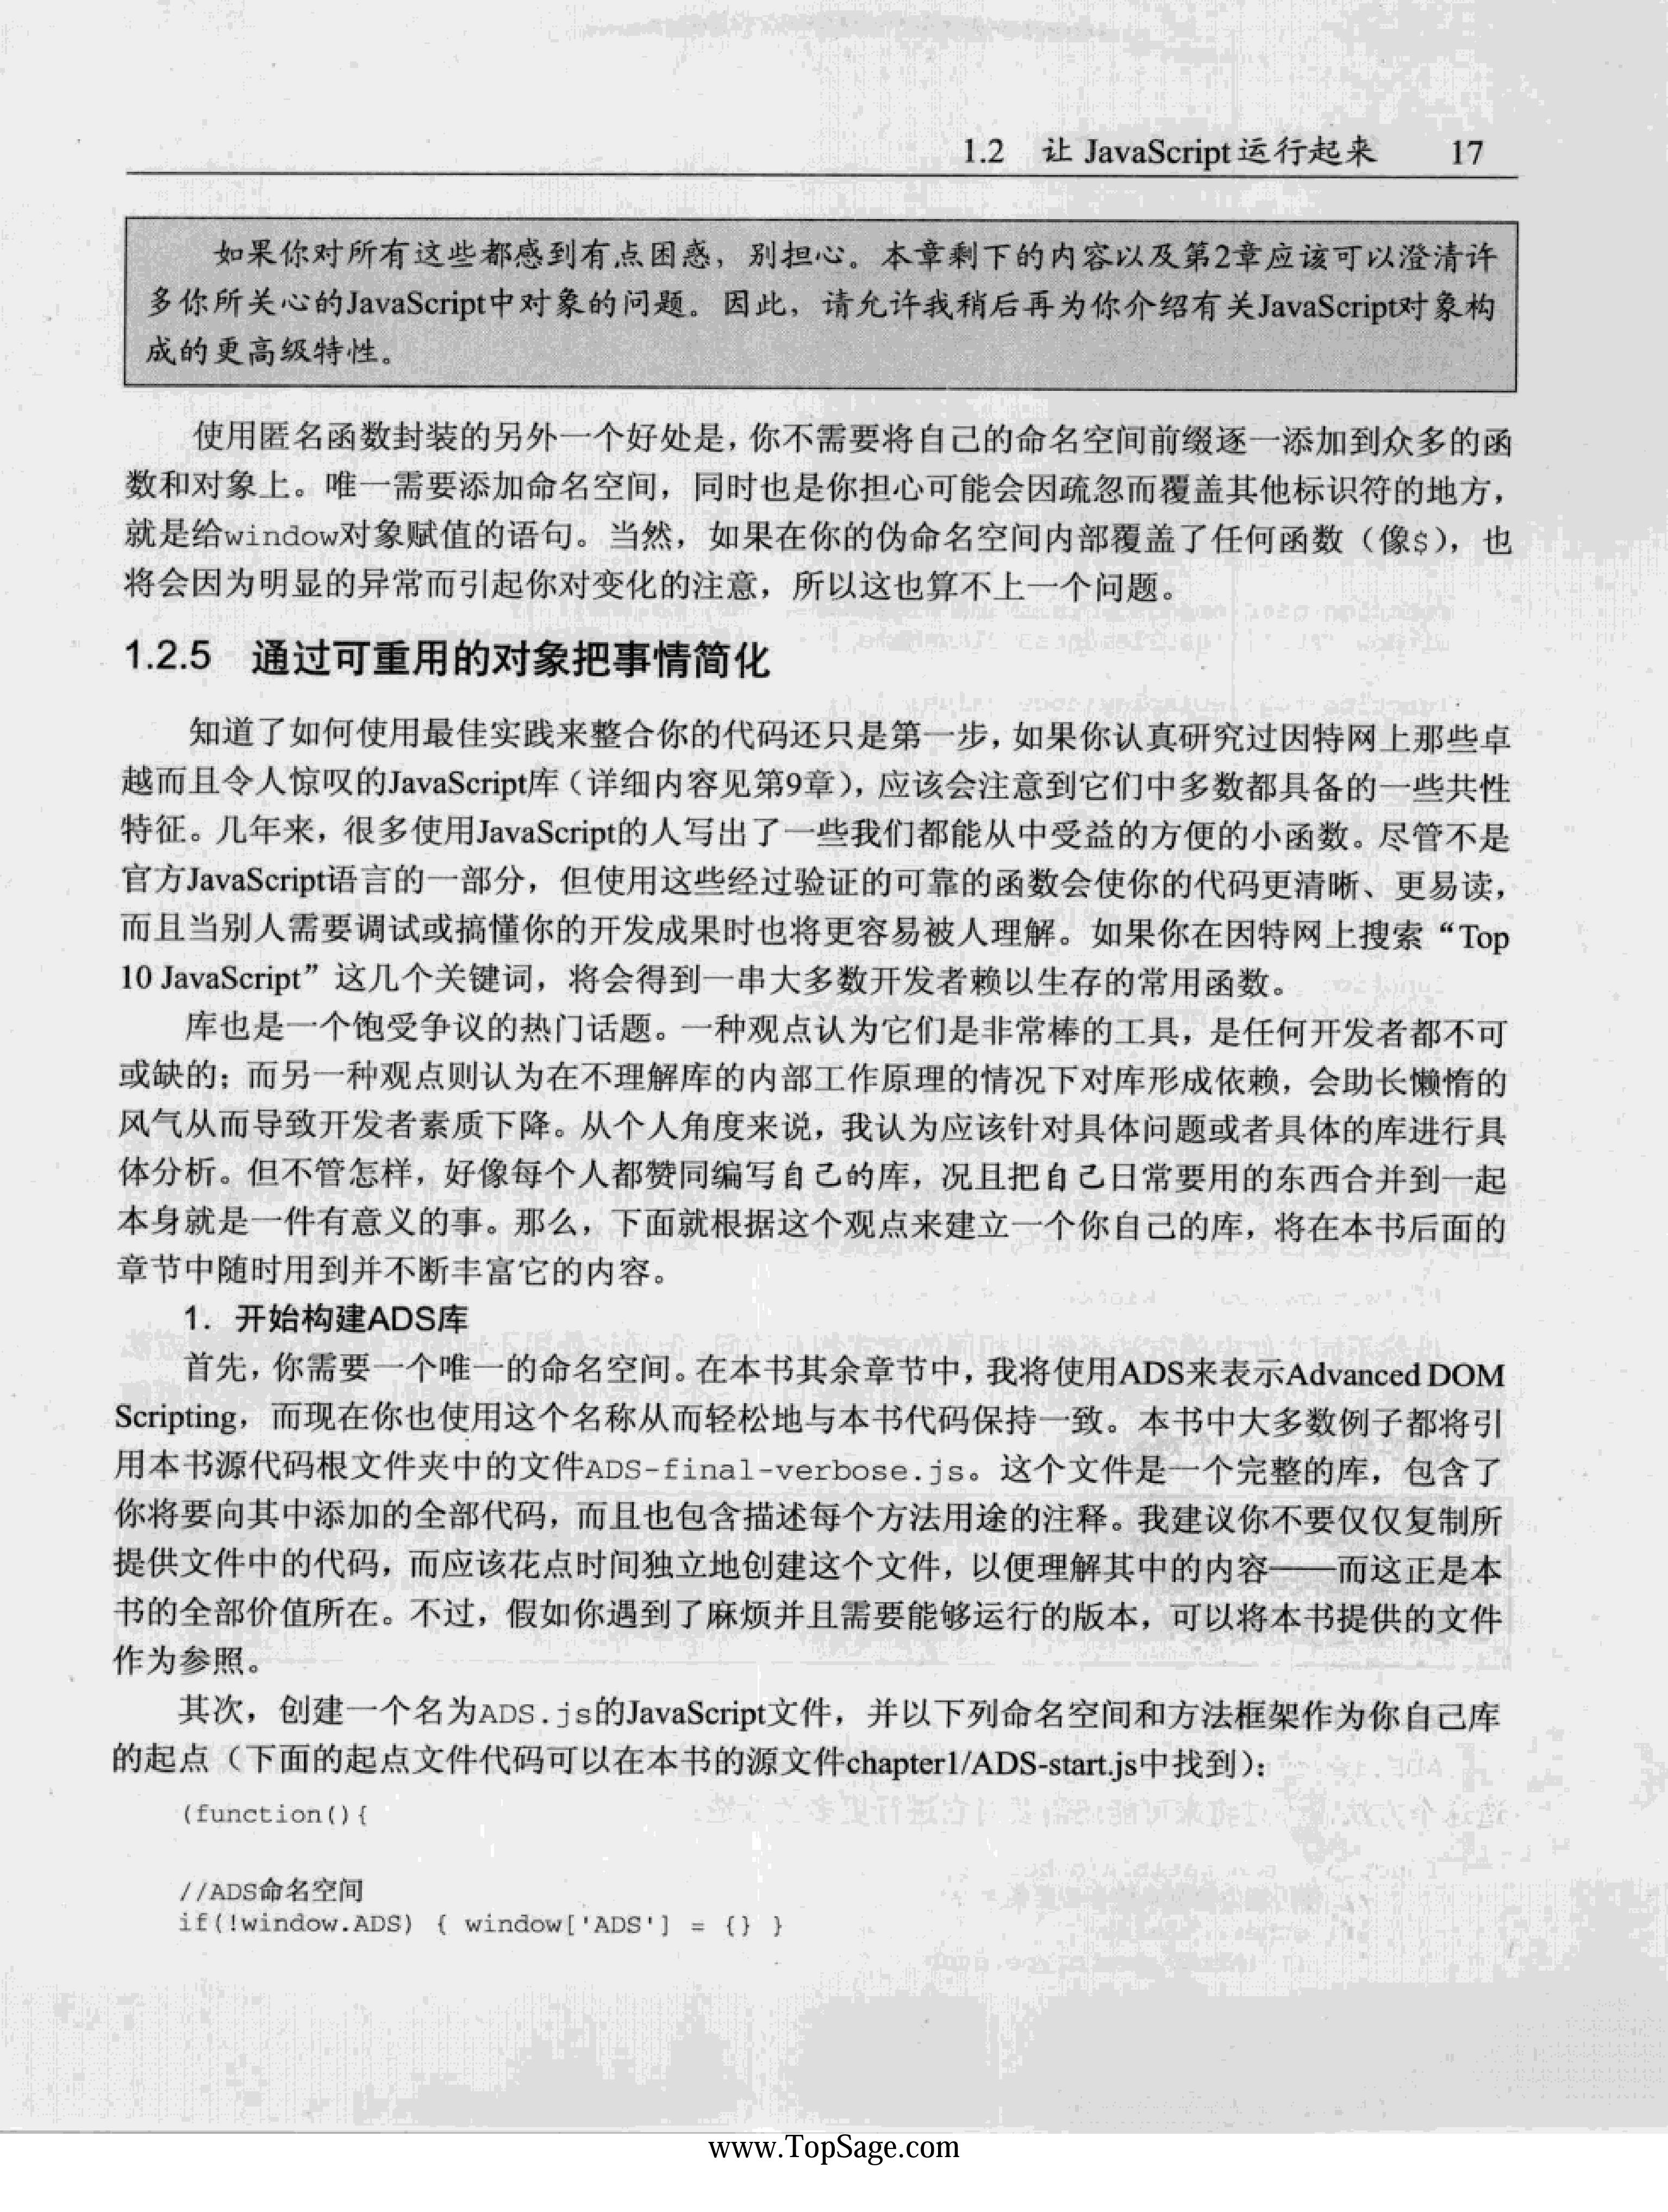 1.2 让 JavaScript 运行起来 17
如果你对所有这些都感到有点困惑，别担心。本章剩下的内容以及第2章应该可以澄清许
多你所关心的JavaScript中对象的问题。因此，请允许我稍后再为你介绍有关JavaScript对象构
成的更高级特性。
使用匿名函数封装的另外一个好处是，你不需要将自己的命名空间前缀逐一添加到众多的函
数和对象上。唯一需要添加命名空间，同时也是你担心可能会因疏忽而覆盖其他标识符的地方，
就是给window对象赋值的语句。当然，如果在你的伪命名空间内部覆盖了任何函数（像$），也
将会因为明显的异常而引起你对变化的注意，所以这也算不上一个问题。
1.2.5 通过可重用的对象把事情简化
知道了如何使用最佳实践来整合你的代码还只是第一步，如果你认真研究过因特网上那些卓
越而且令人惊叹的JavaScript库（详细内容见第9章），应该会注意到它们中多数都具备的一些共性
特征。几年来，很多使用JavaScript的人写出了一些我们都能从中受益的方便的小函数。尽管不是
官方JavaScript语言的一部分，但使用这些经过验证的可靠的函数会使你的代码更清晰、更易读，
而且当别人需要调试或搞懂你的开发成果时也将更容易被人理解。如果你在因特网上搜索“Top
10 JavaScript”这几个关键词，将会得到一串大多数开发者赖以生存的常用函数。
库也是一个饱受争议的热门话题。一种观点认为它们是非常棒的工具，是任何开发者都不可
或缺的；而另一种观点则认为在不理解库的内部工作原理的情况下对库形成依赖，会助长懒惰的
风气从而导致开发者素质下降。从个人角度来说，我认为应该针对具体问题或者具体的库进行具
体分析。但不管怎样，好像每个人都赞同编写自己的库，况且把自己日常要用的东西合并到一起
本身就是一件有意义的事。那么，下面就根据这个观点来建立一个你自己的库，将在本书后面的
章节中随时用到并不断丰富它的内容。
1. 开始构建ADS库
首先，你需要一个唯一的命名空间。在本书其余章节中，我将使用ADS来表示Advanced DOM
Scripting，而现在你也使用这个名称从而轻松地与本书代码保持一致。本书中大多数例子都将引
用本书源代码根文件夹中的文件ADS-final-verbose.js。这个文件是一个完整的库，包含了
你将要向其中添加的全部代码，而且也包含描述每个方法用途的注释。我建议你不要仅仅复制所
提供文件中的代码，而应该花点时间独立地创建这个文件，以便理解其中的内容——而这正是本
书的全部价值所在。不过，假如你遇到了麻烦并且需要能够运行的版本，可以将本书提供的文件
作为参照。
其次，创建一个名为ADS.js的JavaScript文件，并以下列命名空间和方法框架作为你自己库
的起点（下面的起点文件代码可以在本书的源文件chapter1/ADS-start.js中找到）：
(function(){
//ADS命名空间
if(!window.ADS) { window['ADS'] = {} }
www.TopSage.com